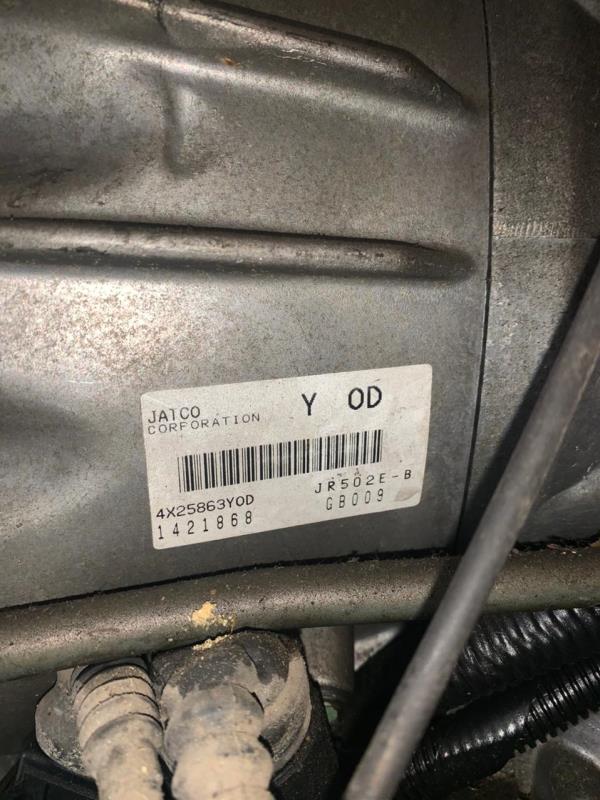 JATCO
CORPORATION
Y OD
4X25863YOD
JR502E-B
1421868
GB009